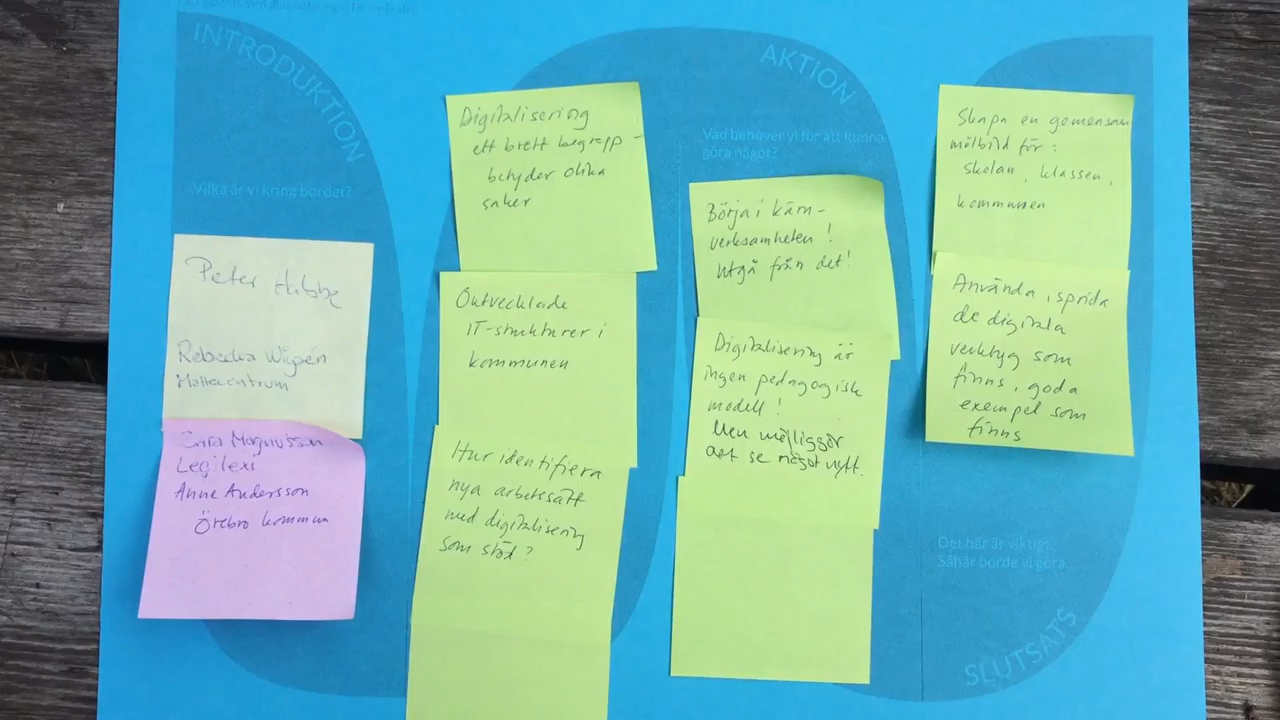 INTRODUKTION
Vilka är vi kring bordet?
Peter
Rebecka
Mattecentrum
Magnusson
Legilexi
Anne Andersson
Örebro kommun
Digitalisering
ett brett begrepp -
betyder olika
saker
Outvecklade
IT-strukturer i
kommunen
Hur identifiera
nya arbetssätt
med digitalisering
som stöd?
AKTION
Vad behöver vi för att kunna
göra något?
Börja i kärn-
verksamheten!
Utgå från det!
Digitalisering är
ingen pedagogisk
modell!
Men möjliggör
att se något nytt.
Skapa en gemensam
målbild för:
skolan, klassen,
kommunen
Använda, sprida
de digitala
verktyg som
finns, goda
exempel som
finns
Det här är viktigt.
Såhär borde vi göra.
SLUTSATS